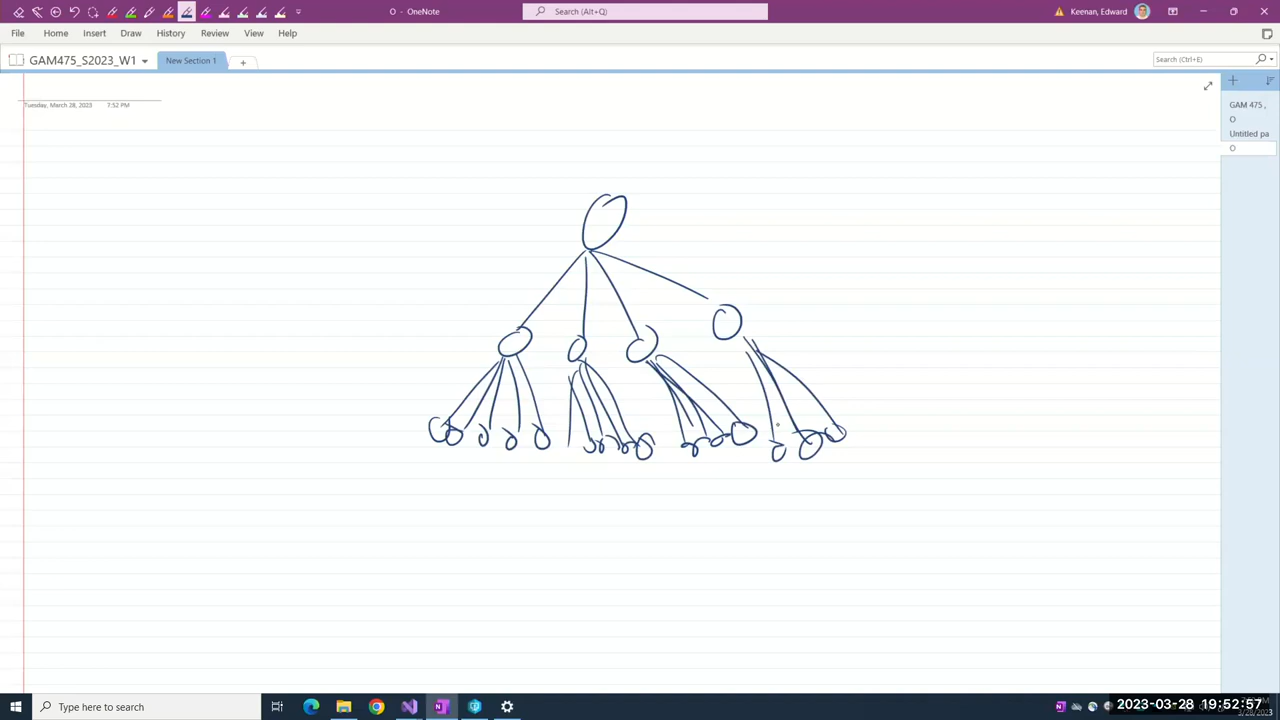 O - OneNote
Search (Alt+Q)
Keenan, Edward
File Home Insert Draw History Review View Help
GAM475_S2023_W1
New Section 1
Search (Ctrl+E)
Tuesday, March 28, 2023 7:52 PM
GAM 475 ,
O
Untitled pa
O
Type here to search
2023-03-28 19:52:57